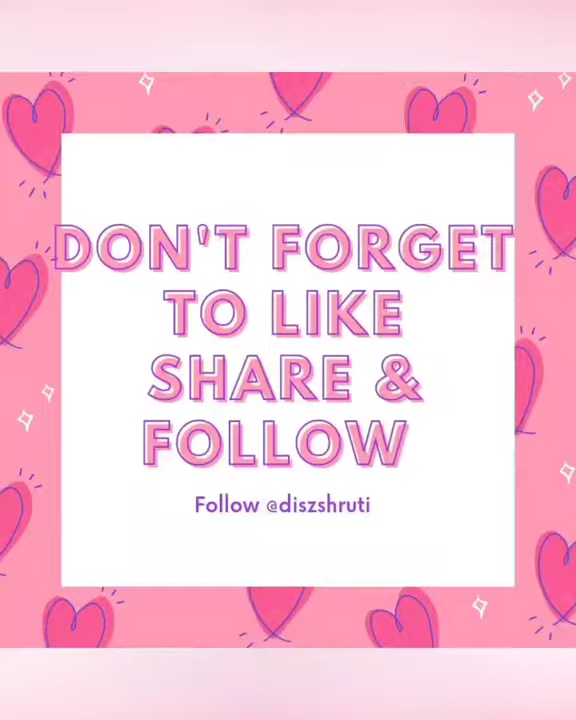 DON'T FORGET
TO LIKE
SHARE &
FOLLOW
Follow @diszshruti